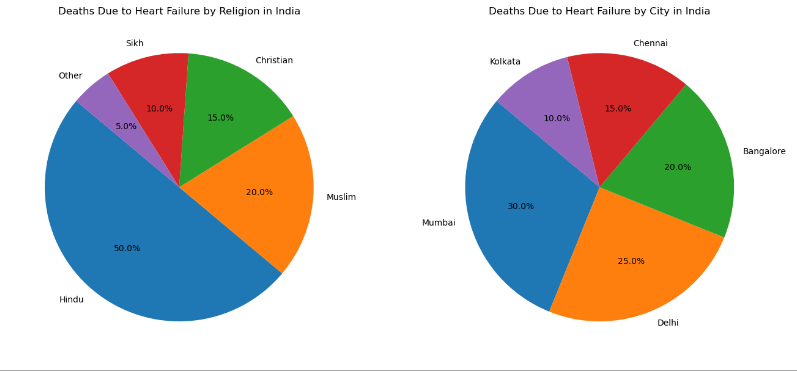 Deaths Due to Heart Failure by Religion in India
Sikh
Other
Christian
Muslim
Hindu
10.0%
5.0%
15.0%
20.0%
50.0%
Deaths Due to Heart Failure by City in India
Chennai
Kolkata
Bangalore
Mumbai
Delhi
15.0%
10.0%
20.0%
30.0%
25.0%